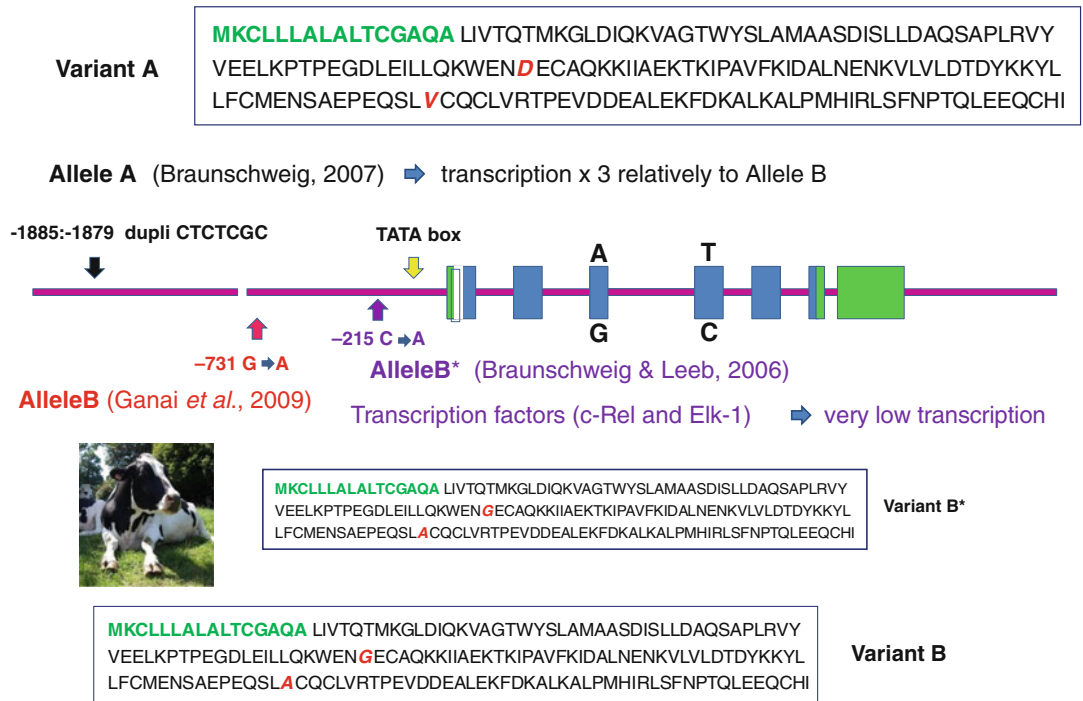 MKCLLLALALTCGAQA LIVTQTMKGLDIQKVAGTWYSLAMAASDISLLDAQSAPLRVY
Variant A
VEELKPTPEGDLEILLQKWENDECAQKKIIAEKTKIPAVFKIDALNENKVLVLDTDYKKYL
LFCMENSAEPEQSLVCQCLVRTPEVDDEALEKFDKALKALPMHIRLSFNPTQLEEQCHI
Allele A (Braunschweig, 2007) ➡ transcription x 3 relatively to Allele B
-1885:-1879 dupli CTCTCGC
TATA box
A T
G C
–215 C ➡A
–731 G ➡A
AlleleB* (Braunschweig & Leeb, 2006)
AlleleB (Ganai et al., 2009)
Transcription factors (c-Rel and Elk-1) ➡ very low transcription
MKCLLLALALTCGAQA LIVTQTMKGLDIQKVAGTWYSLAMAASDISLLDAQSAPLRVY
VEELKPTPEGDLEILLQKWENGECAQKKIIAEKTKIPAVFKIDALNENKVLVLDTDYKKYL
LFCMENSAEPEQSLACQCLVRTPEVDDEALEKFDKALKALPMHIRLSFNPTQLEEQCHI
Variant B*
MKCLLLALALTCGAQA LIVTQTMKGLDIQKVAGTWYSLAMAASDISLLDAQSAPLRVY
VEELKPTPEGDLEILLQKWENGECAQKKIIAEKTKIPAVFKIDALNENKVLVLDTDYKKYL
LFCMENSAEPEQSLACQCLVRTPEVDDEALEKFDKALKALPMHIRLSFNPTQLEEQCHI
Variant B